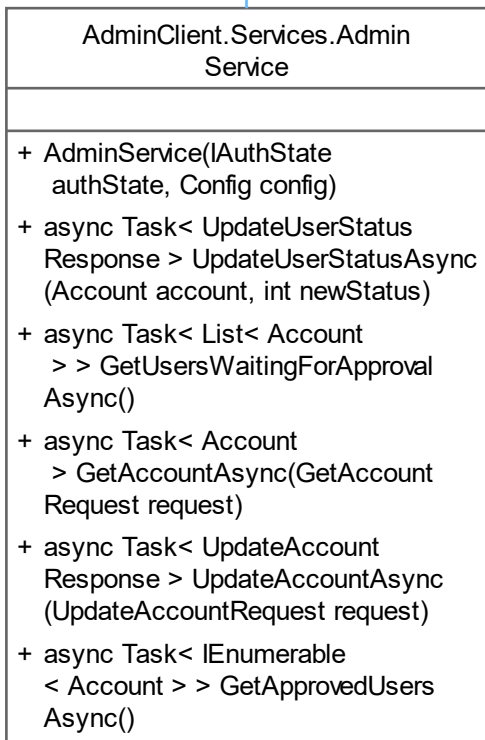 AdminClient.Services.Admin
Service
+ AdminService(IAuthState
authState, Config config)
+ async Task< UpdateUserStatus
Response > UpdateUserStatusAsync
(Account account, int newStatus)
+ async Task< List< Account
> > GetUsersWaitingForApproval
Async()
+ async Task< Account
> GetAccountAsync(GetAccount
Request request)
+ async Task< UpdateAccount
Response > UpdateAccountAsync
(UpdateAccountRequest request)
+ async Task< IEnumerable
< Account > > GetApprovedUsers
Async()